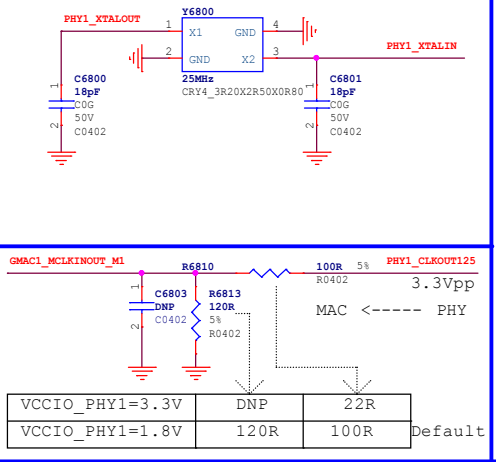 Y6800
PHY1_XTALOUT
1 X1 GND 4
2 GND X2 3
PHY1_XTALIN
25MHz
CRY4_3R20X2R50X0R80
C6800
18pF
C0G
50V
C0402
1
2
C6801
18pF
C0G
50V
C0402
1
2
GMAC1_MCLKINOUT_M1
R6810
100R 5%
R0402
PHY1_CLKOUT125
3.3Vpp
MAC <----- PHY
1
2
C6803
DNP
C0402
R6813
120R
5%
R0402
VCCIO_PHY1=3.3V DNP 22R
VCCIO_PHY1=1.8V 120R 100R Default